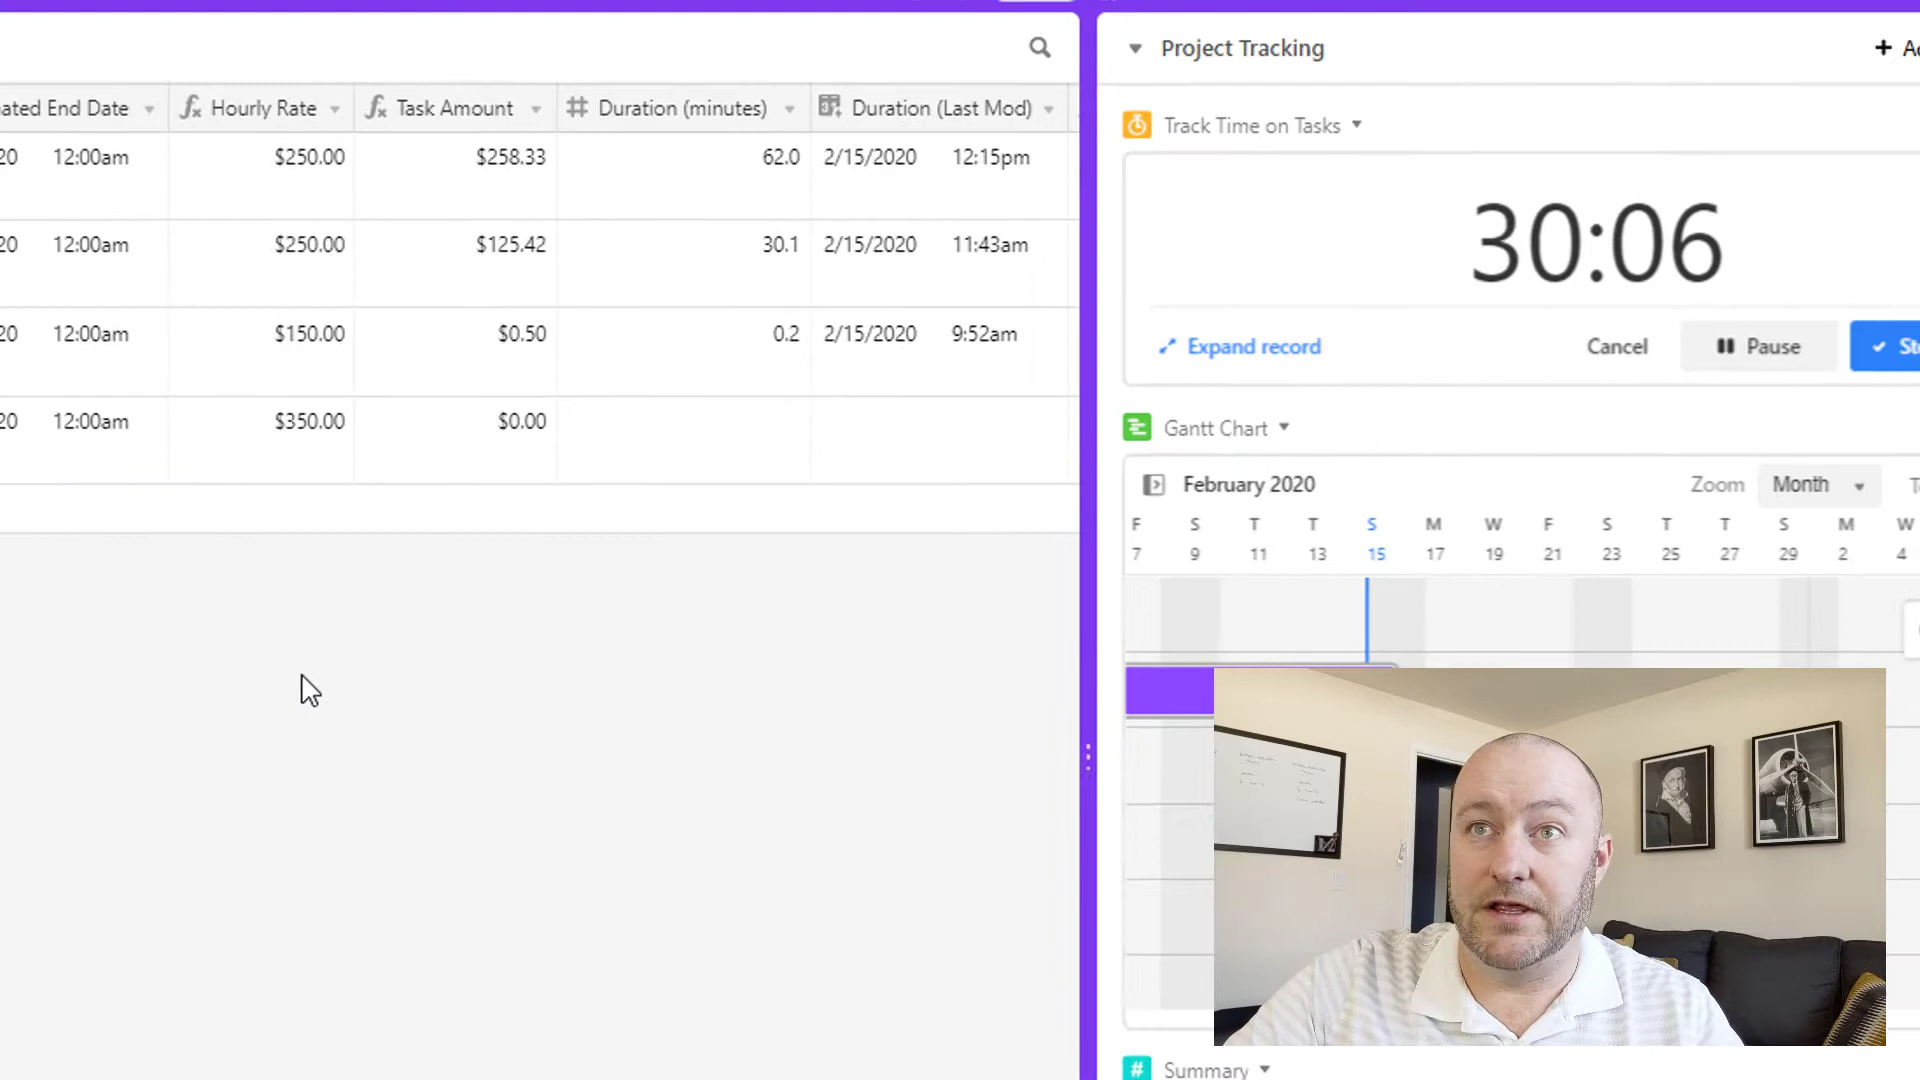 ated End Date Hourly Rate Task Amount Duration (minutes) Duration (Last Mod)
20 12:00am $250.00 $258.33 62.0 2/15/2020 12:15pm
20 12:00am $250.00 $125.42 30.1 2/15/2020 11:43am
20 12:00am $150.00 $0.50 0.2 2/15/2020 9:52am
20 12:00am $350.00 $0.00
Project Tracking
+ Ad
Track Time on Tasks
30:06
Expand record
Cancel
Pause
St
Gantt Chart
February 2020
Zoom
Month
T
F S T T S M W F S T T S M W
7 9 11 13 15 17 19 21 23 25 27 29 2 4
# Summary